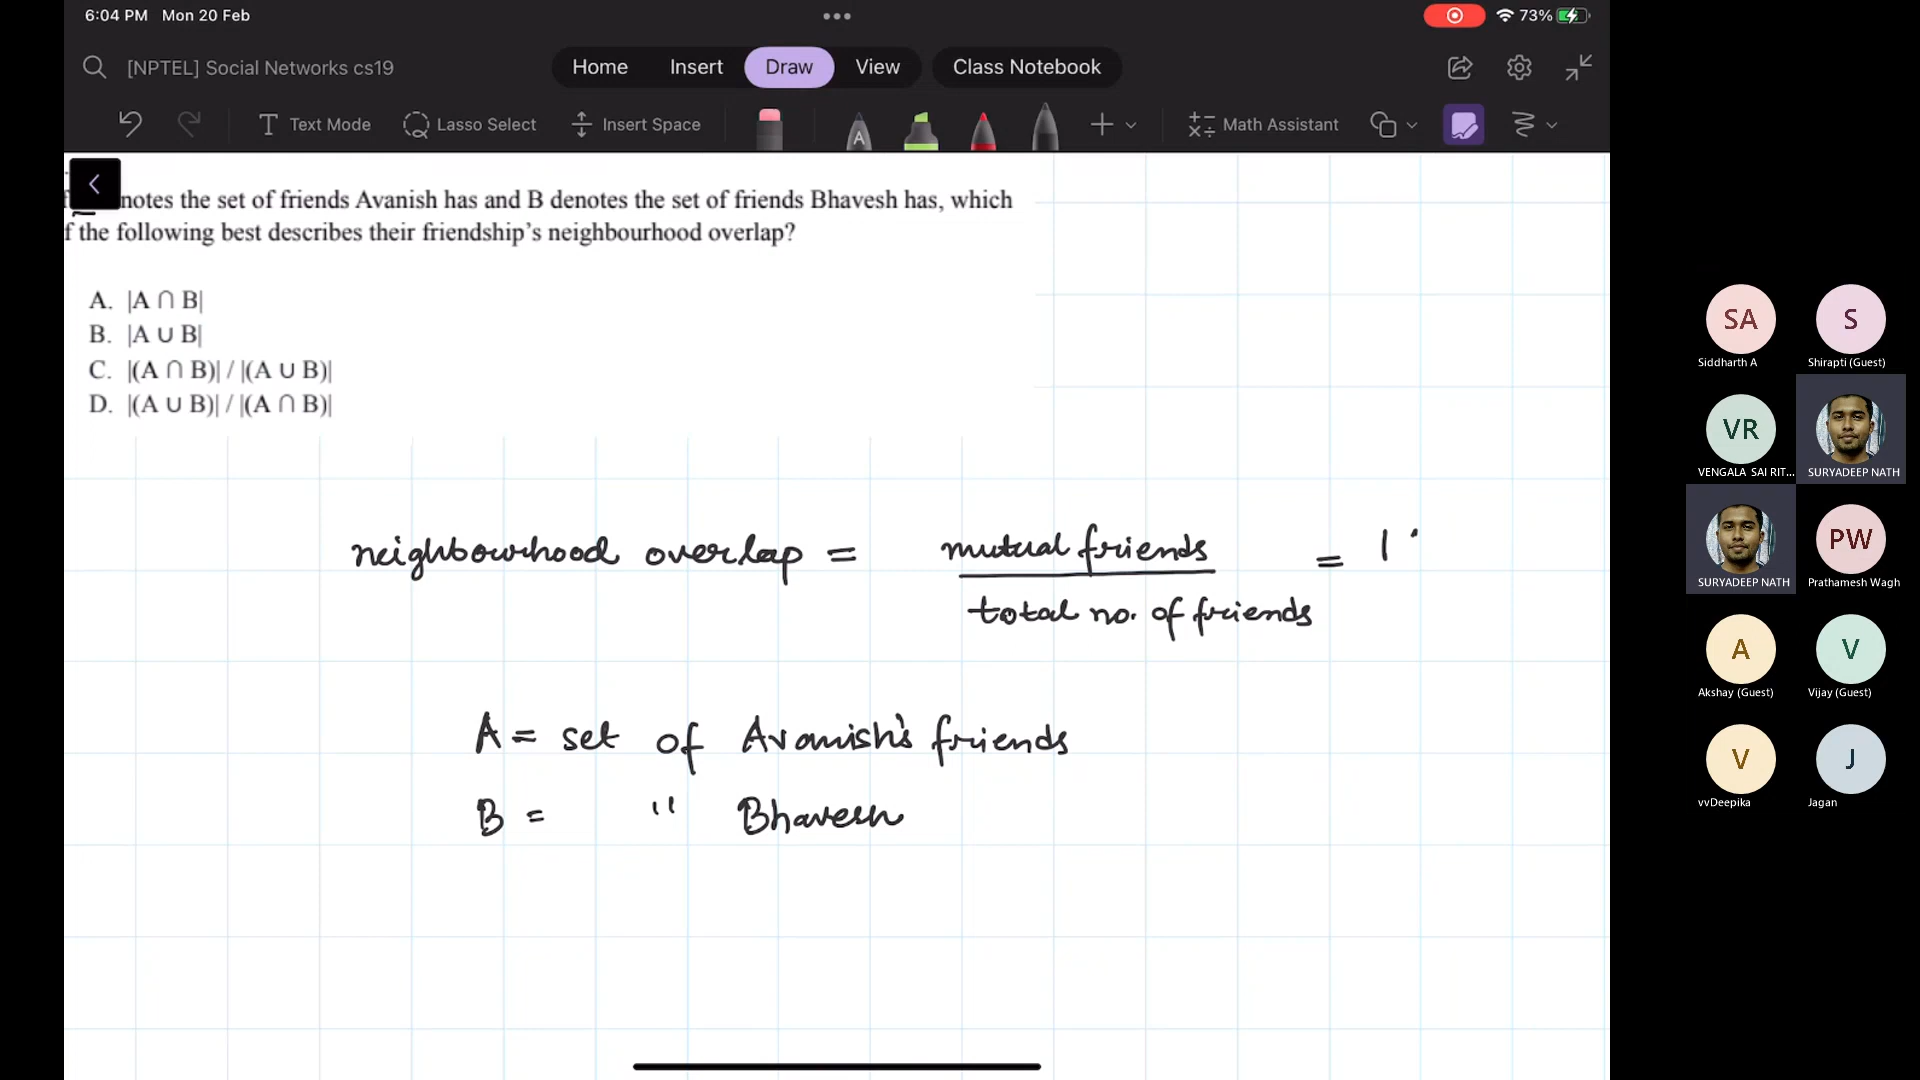 6:04 PM Mon 20 Feb
73%
[NPTEL] Social Networks cs19
Home Insert Draw View Class Notebook
Text Mode Lasso Select Insert Space Math Assistant
notes the set of friends Avanish has and B denotes the set of friends Bhavesh has, which
f the following best describes their friendship's neighbourhood overlap?
A. |A ∩ B|
B. |A ∪ B|
C. |(A ∩ B)| / |(A ∪ B)|
D. |(A ∪ B)| / |(A ∩ B)|
neighbourhood overlap = mutual friends = |
total no. of friends
A = set of Avanish's friends
B = " Bhavesh
SA S
Siddharth A Shirapti (Guest)
VR
VENGALA SAI RIT... SURYADEEP NATH
PW
SURYADEEP NATH Prathamesh Wagh
A V
Akshay (Guest) Vijay (Guest)
V J
vvDeepika Jagan